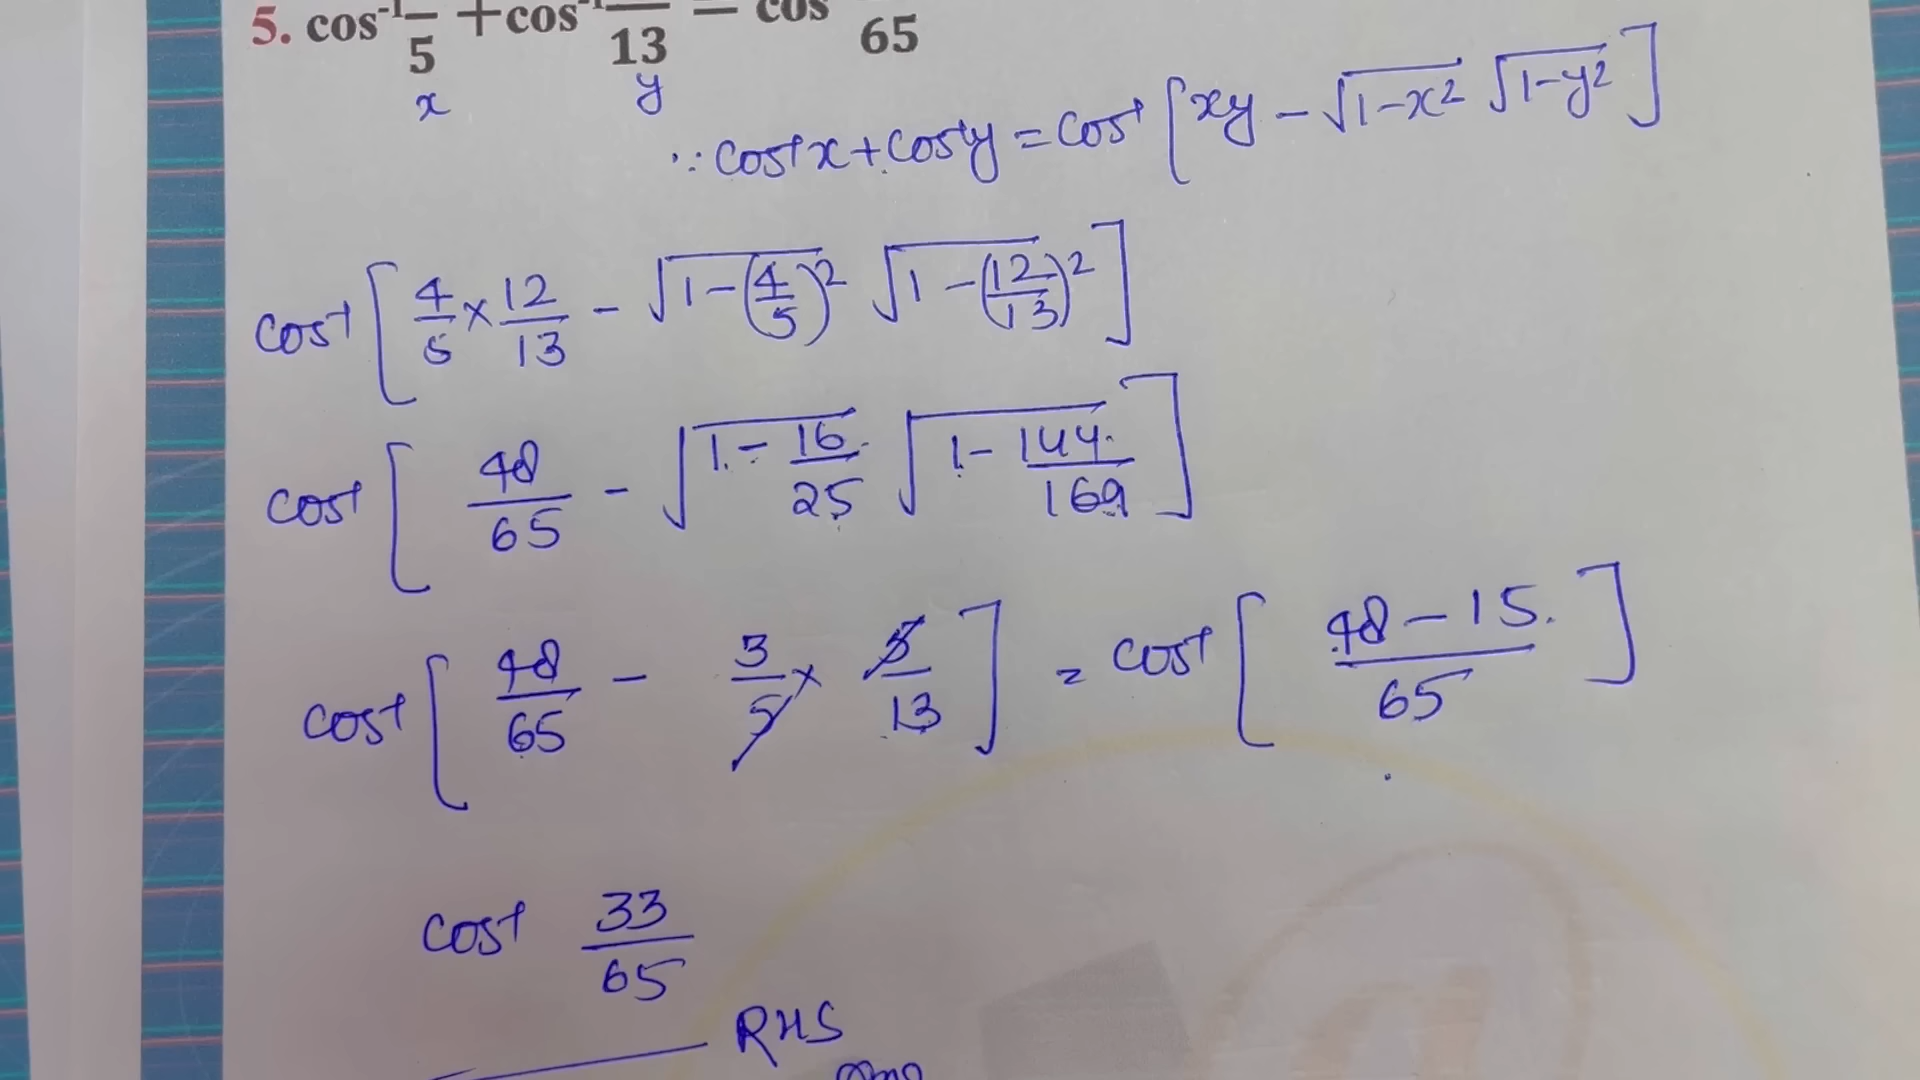 5. cos⁻¹ /5 + cos⁻¹ /13 = cos /65
x y
∵ cos⁻¹x + cos⁻¹y = cos⁻¹ [xy - √1-x² √1-y²]
cos⁻¹ [4/5 × 12/13 - √1-(4/5)² √1-(12/13)²]
cos⁻¹ [48/65 - √1-16/25 √1-144/169]
cos⁻¹ [48/65 - 3/5 × 5/13] = cos⁻¹ [48-15/65]
cos⁻¹ 33/65
RHS